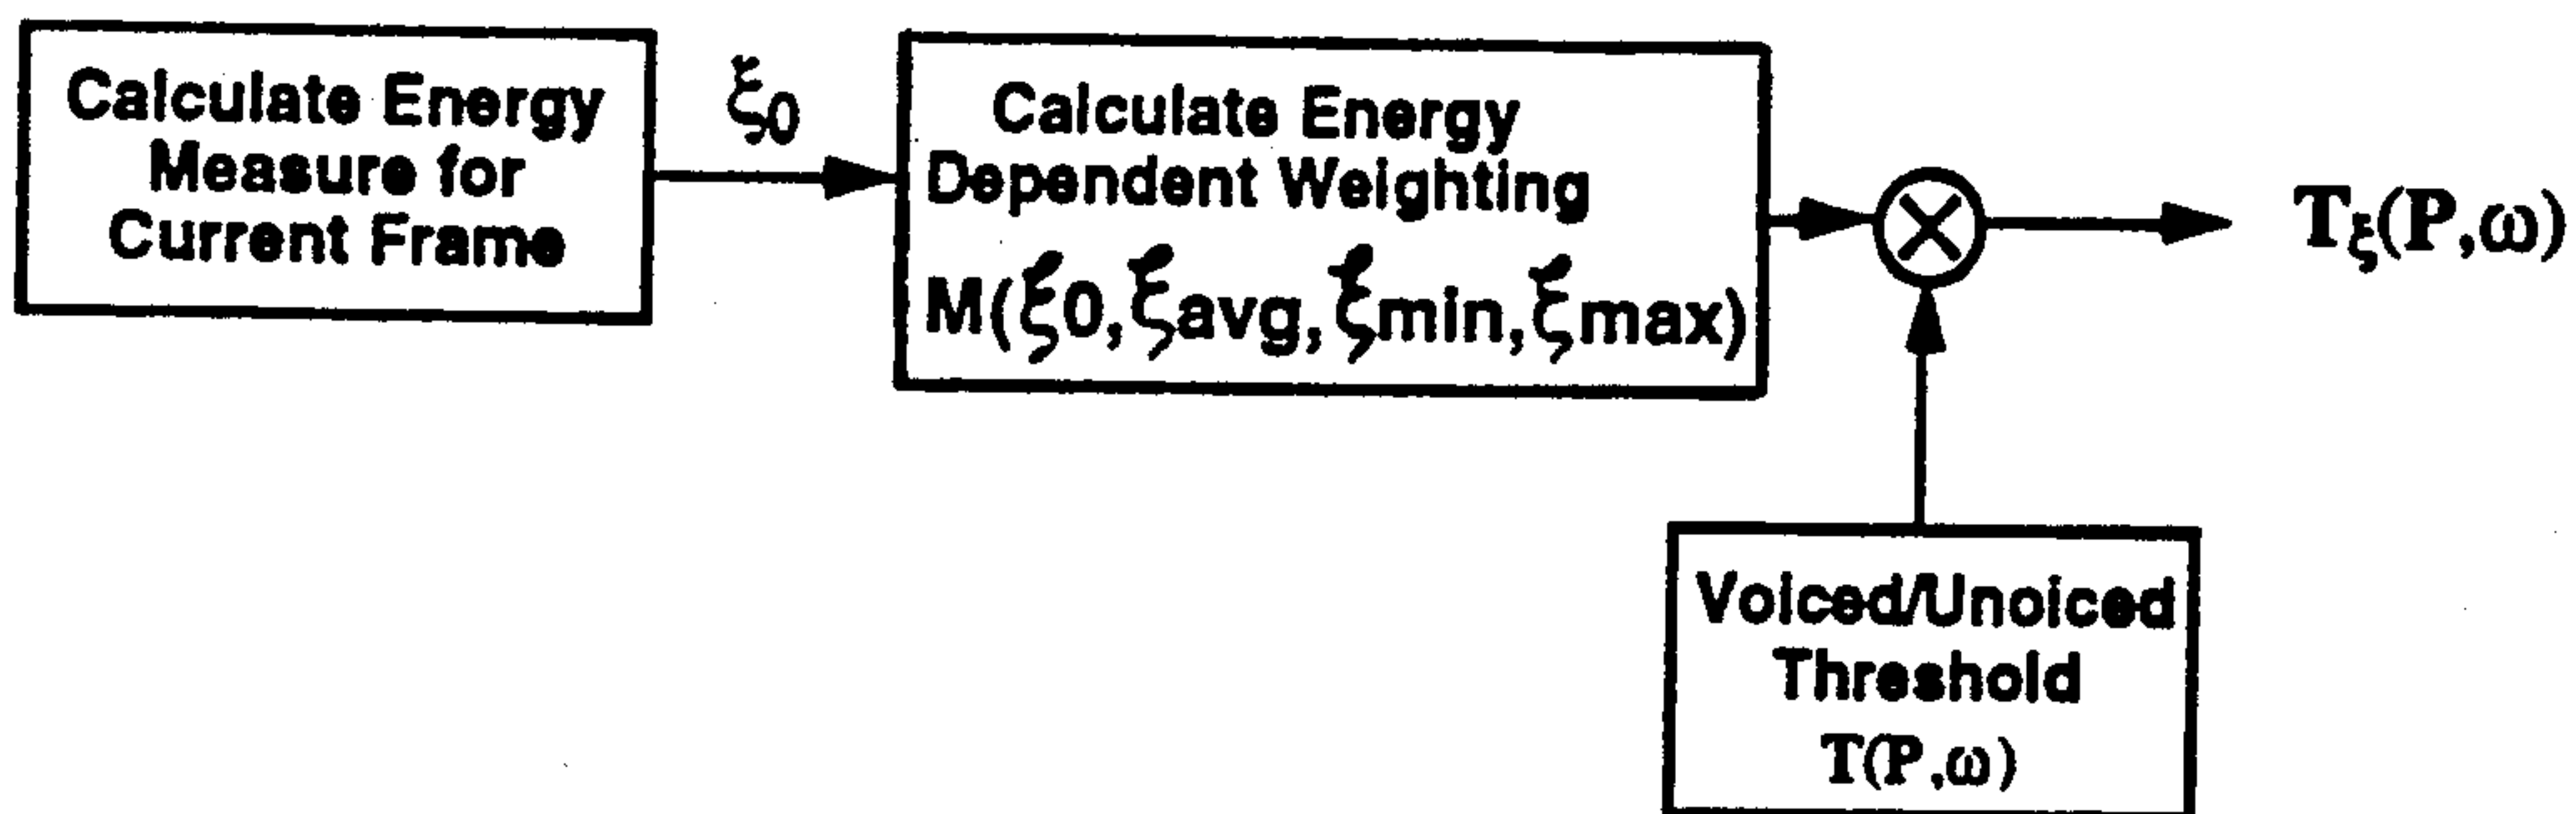 Calculate Energy
Measure for
Current Frame
ξ0
Calculate Energy
Dependent Weighting
M(ξ0,ξavg,ξmin,ξmax)
Tξ(P,ω)
Voiced/Unoiced
Threshold
T(P,ω)